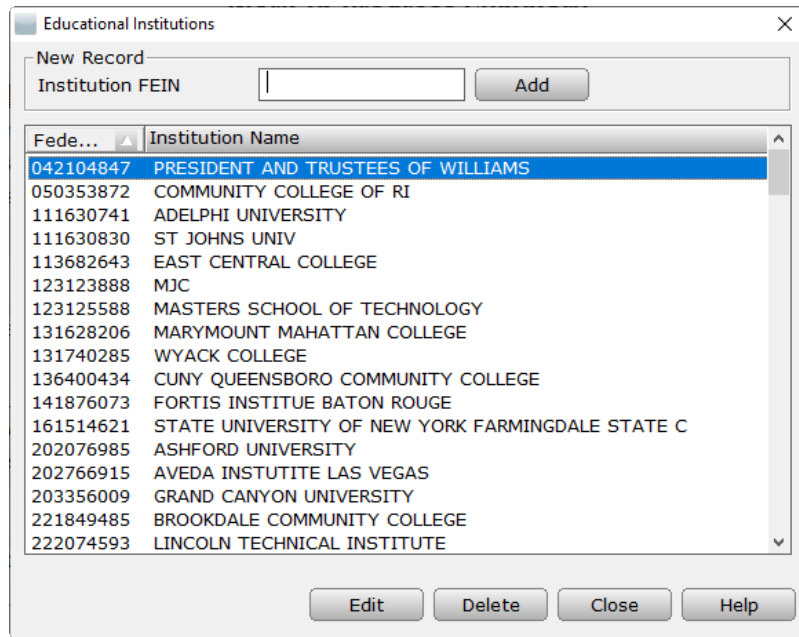 Educational Institutions
New Record
Institution FEIN
Add
Fede... Institution Name
042104847 PRESIDENT AND TRUSTEES OF WILLIAMS
050353872 COMMUNITY COLLEGE OF RI
111630741 ADELPHI UNIVERSITY
111630830 ST JOHNS UNIV
113682643 EAST CENTRAL COLLEGE
123123888 MJC
123125588 MASTERS SCHOOL OF TECHNOLOGY
131628206 MARYMOUNT MAHATTAN COLLEGE
131740285 WYACK COLLEGE
136400434 CUNY QUEENSBORO COMMUNITY COLLEGE
141876073 FORTIS INSTITUE BATON ROUGE
161514621 STATE UNIVERSITY OF NEW YORK FARMINGDALE STATE C
202076985 ASHFORD UNIVERSITY
202766915 AVEDA INSTUTITE LAS VEGAS
203356009 GRAND CANYON UNIVERSITY
221849485 BROOKDALE COMMUNITY COLLEGE
222074593 LINCOLN TECHNICAL INSTITUTE
Edit Delete Close Help